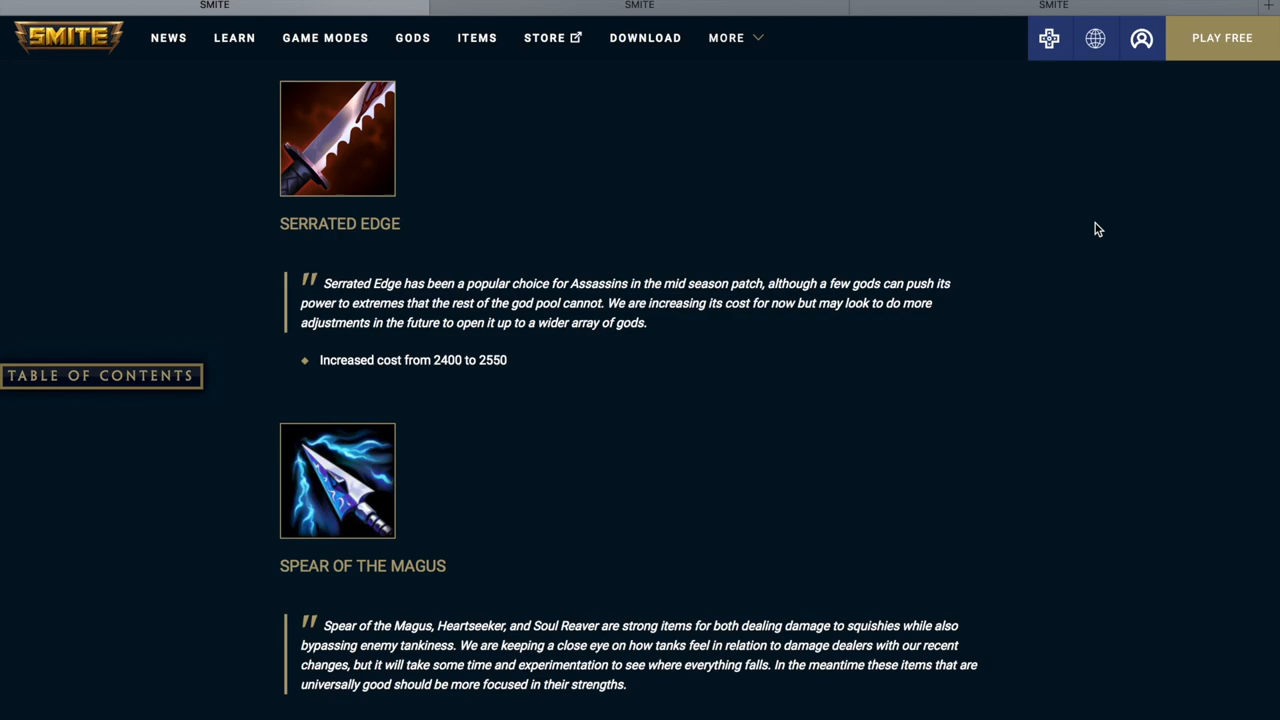 SMITE
SMITE
SMITE
+
SMITE NEWS LEARN GAME MODES GODS ITEMS STORE DOWNLOAD MORE PLAY FREE
SERRATED EDGE
" Serrated Edge has been a popular choice for Assassins in the mid season patch, although a few gods can push its
power to extremes that the rest of the god pool cannot. We are increasing its cost for now but may look to do more
adjustments in the future to open it up to a wider array of gods.
Increased cost from 2400 to 2550
TABLE OF CONTENTS
SPEAR OF THE MAGUS
" Spear of the Magus, Heartseeker, and Soul Reaver are strong items for both dealing damage to squishies while also
bypassing enemy tankiness. We are keeping a close eye on how tanks feel in relation to damage dealers with our recent
changes, but it will take some time and experimentation to see where everything falls. In the meantime these items that are
universally good should be more focused in their strengths.